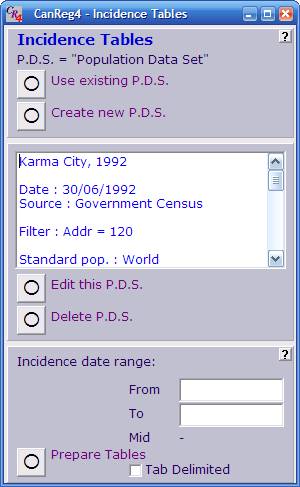 CR4 CanReg4 - Incidence Tables
Incidence Tables
?
P.D.S. = "Population Data Set"
Use existing P.D.S.
Create new P.D.S.
Karma City, 1992
Date : 30/06/1992
Source : Government Census
Filter : Addr = 120
Standard pop. : World
Edit this P.D.S.
Delete P.D.S.
Incidence date range:
?
From
To
Mid -
Prepare Tables
Tab Delimited